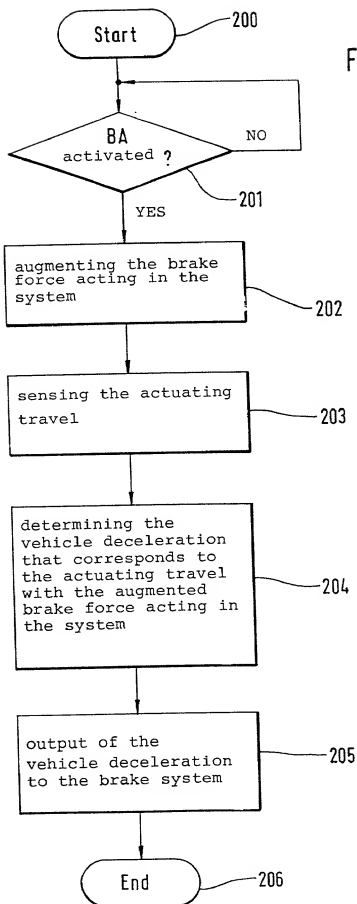 Start
200
F
BA
activated ?
NO
201
YES
augmenting the brake
force acting in the
system
202
sensing the actuating
travel
203
determining the
vehicle deceleration
that corresponds to
the actuating travel
with the augmented
brake force acting in
the system
204
output of the
vehicle deceleration
to the brake system
205
End
206